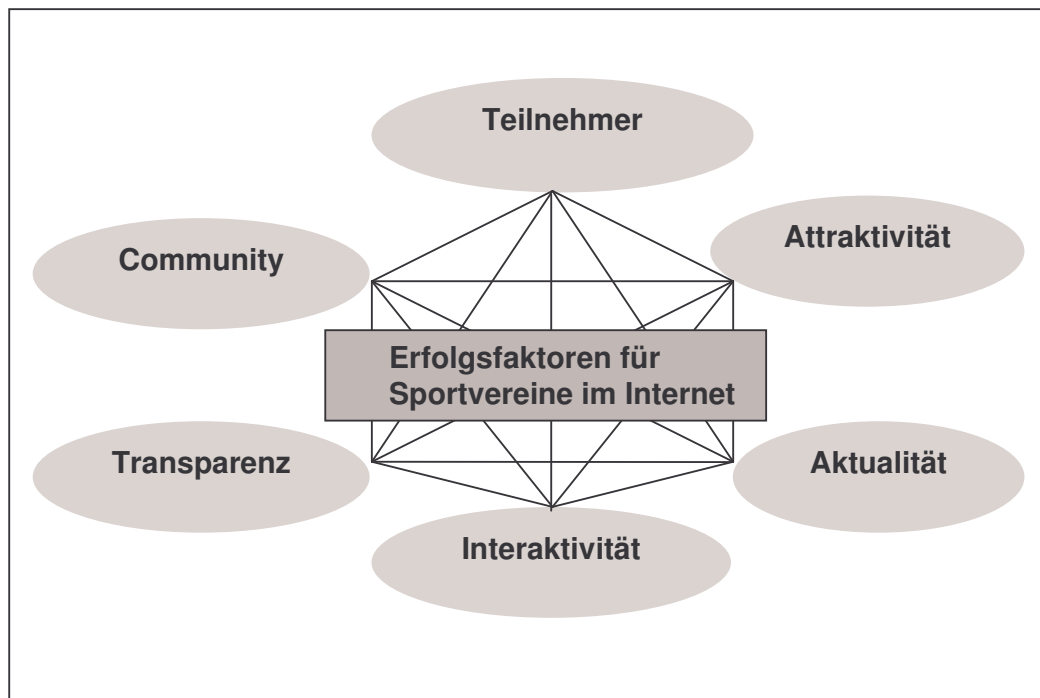 Teilnehmer
Attraktivität
Community
Erfolgsfaktoren für
Sportvereine im Internet
Transparenz
Aktualität
Interaktivität